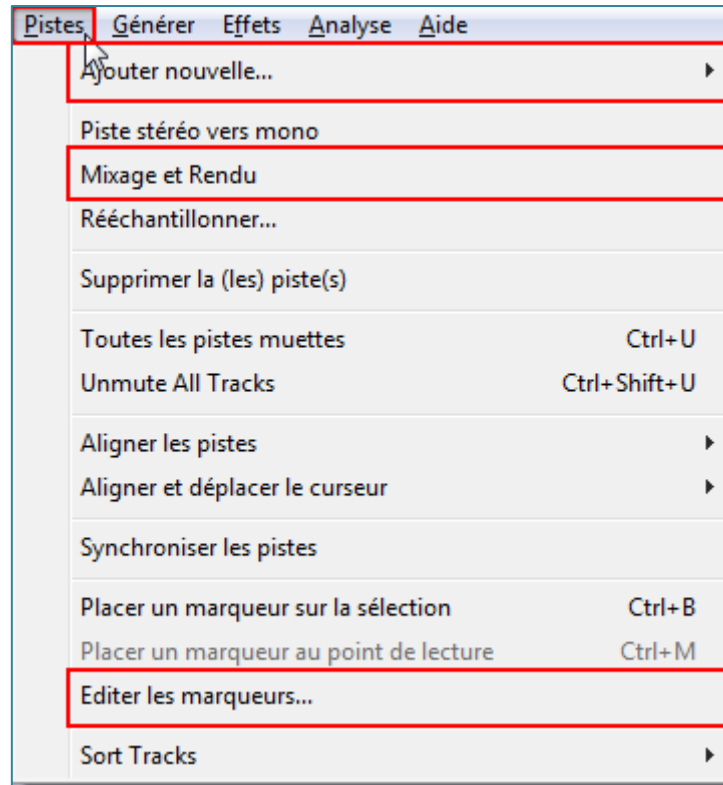 Pistes Générer Effets Analyse Aide
Ajouter nouvelle...
Piste stéréo vers mono
Mixage et Rendu
Rééchantillonner...
Supprimer la (les) piste(s)
Toutes les pistes muettes Ctrl+U
Unmute All Tracks Ctrl+Shift+U
Aligner les pistes
Aligner et déplacer le curseur
Synchroniser les pistes
Placer un marqueur sur la sélection Ctrl+B
Placer un marqueur au point de lecture Ctrl+M
Editer les marqueurs...
Sort Tracks